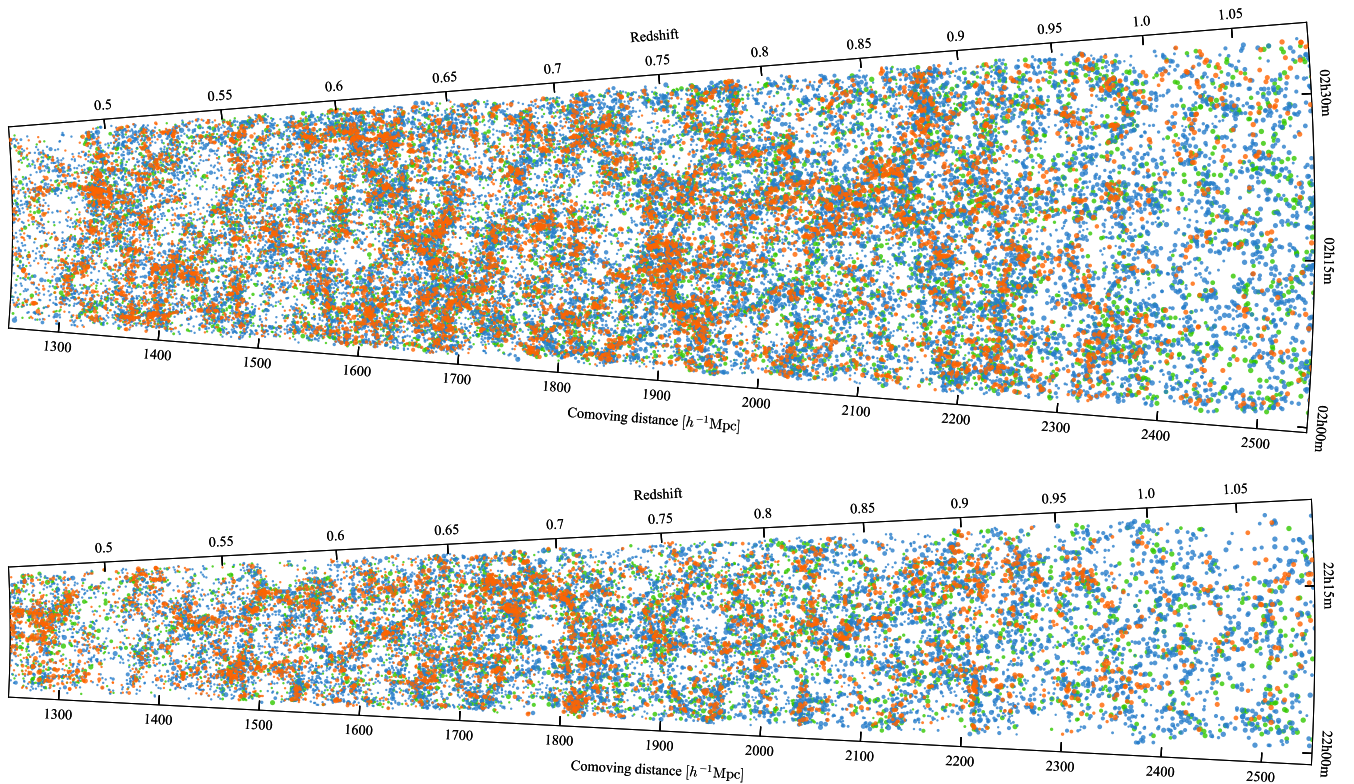 Redshift
0.5 0.55 0.6 0.65 0.7 0.75 0.8 0.85 0.9 0.95 1.0 1.05
02h30m
02h15m
02h00m
1300 1400 1500 1600 1700 1800 1900 2000 2100 2200 2300 2400 2500
Comoving distance [h⁻¹Mpc]
Redshift
0.5 0.55 0.6 0.65 0.7 0.75 0.8 0.85 0.9 0.95 1.0 1.05
22h15m
22h00m
1300 1400 1500 1600 1700 1800 1900 2000 2100 2200 2300 2400 2500
Comoving distance [h⁻¹Mpc]